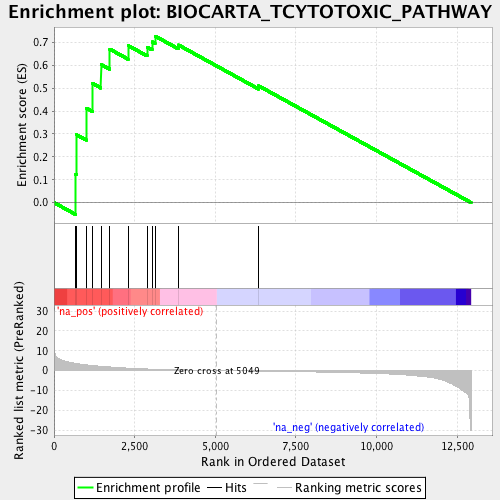 Enrichment plot: BIOCARTA_TCYTOTOXIC_PATHWAY
Enrichment score (ES)
0.7
0.6
0.5
0.4
0.3
0.2
0.1
0.0
'na_pos' (positively correlated)
Ranked list metric (PreRanked)
30
20
10
0
-10
-20
-30
Zero cross at 5049
'na_neg' (negatively correlated)
0 2,500 5,000 7,500 10,000 12,500
Rank in Ordered Dataset
Enrichment profile Hits Ranking metric scores